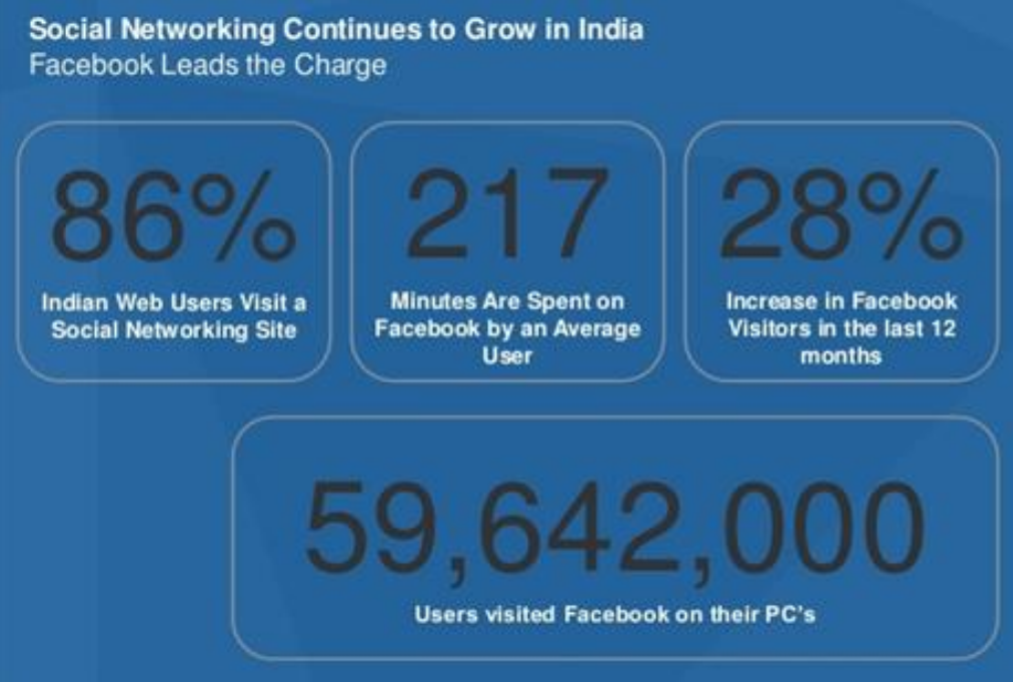 Social Networking Continues to Grow in India
Facebook Leads the Charge
86%
Indian Web Users Visit a
Social Networking Site
217
Minutes Are Spent on
Facebook by an Average
User
28%
Increase in Facebook
Visitors in the last 12
months
59,642,000
Users visited Facebook on their PC's